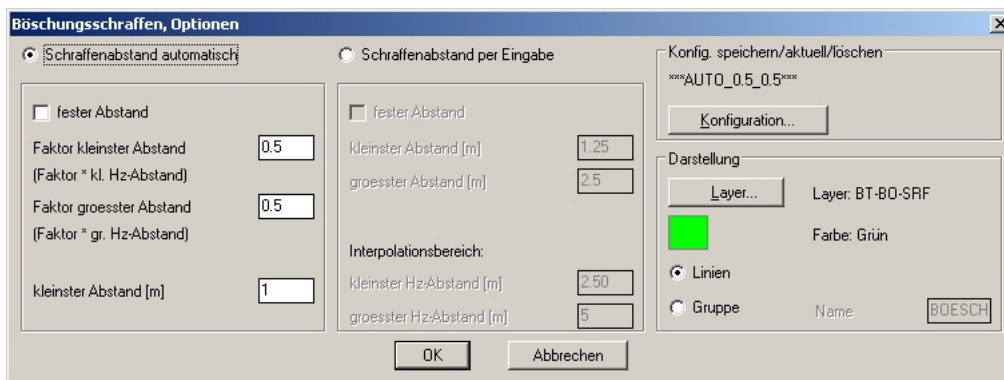 Böschungsschraffen, Optionen
Schraffenabstand automatisch
fester Abstand
Faktor kleinster Abstand 0.5
(Faktor * kl. Hz-Abstand)
Faktor groesster Abstand 0.5
(Faktor * gr. Hz-Abstand)
kleinster Abstand [m] 1
Schraffenabstand per Eingabe
fester Abstand
kleinster Abstand [m] 1.25
groesster Abstand [m] 2.5
Interpolationsbereich:
kleinster Hz-Abstand [m] 2.50
groesster Hz-Abstand [m] 5
Konfig. speichern/aktuell/löschen
***AUTO_0.5_0.5***
Konfiguration...
Darstellung
Layer... Layer: BT-BO-SRF
Farbe: Grün
Linien
Gruppe Name BOESCH
OK Abbrechen